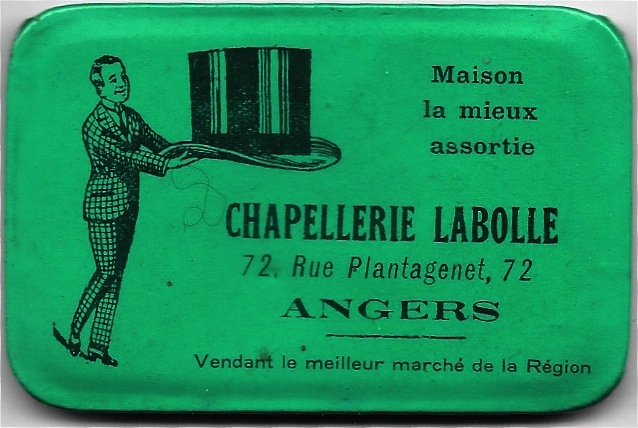 Maison
la mieux
assortie
CHAPELLERIE LABOLLE
72, Rue Plantagenet, 72
ANGERS
Vendant le meilleur marché de la Région